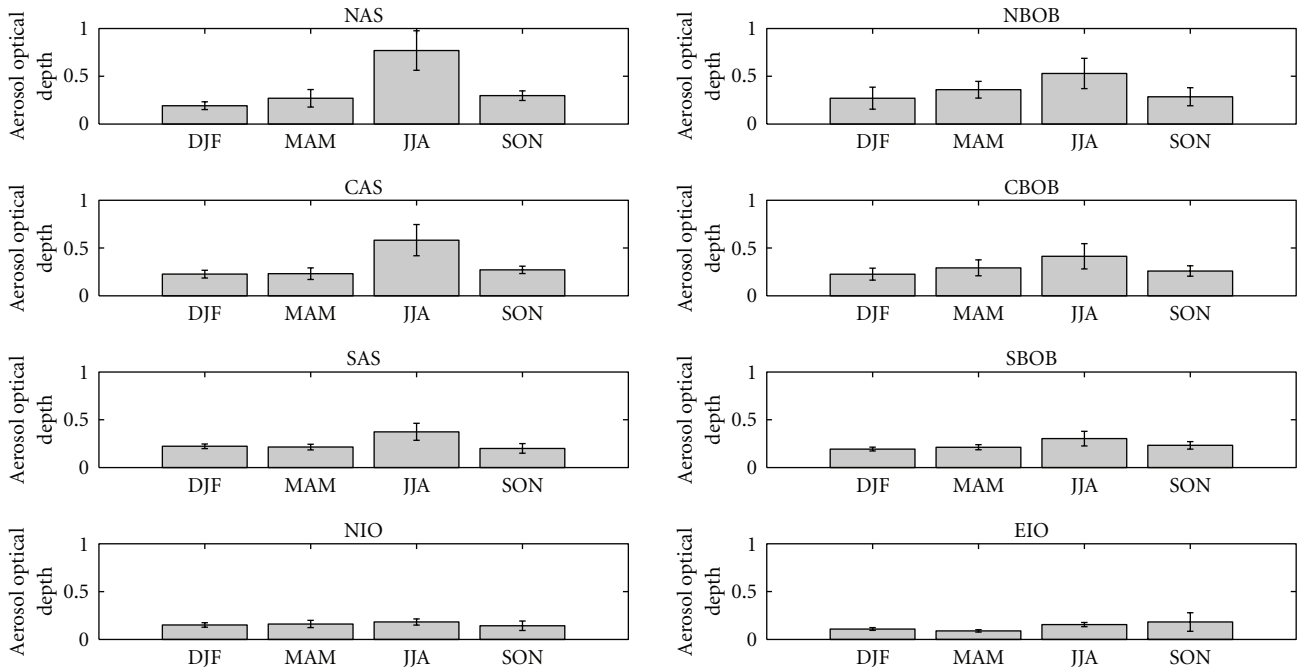 NAS
Aerosol optical
depth
1
0.5
0
DJF MAM JJA SON
NBOB
Aerosol optical
depth
1
0.5
0
DJF MAM JJA SON
CAS
Aerosol optical
depth
1
0.5
0
DJF MAM JJA SON
CBOB
Aerosol optical
depth
1
0.5
0
DJF MAM JJA SON
SAS
Aerosol optical
depth
1
0.5
0
DJF MAM JJA SON
SBOB
Aerosol optical
depth
1
0.5
0
DJF MAM JJA SON
NIO
Aerosol optical
depth
1
0.5
0
DJF MAM JJA SON
EIO
Aerosol optical
depth
1
0.5
0
DJF MAM JJA SON